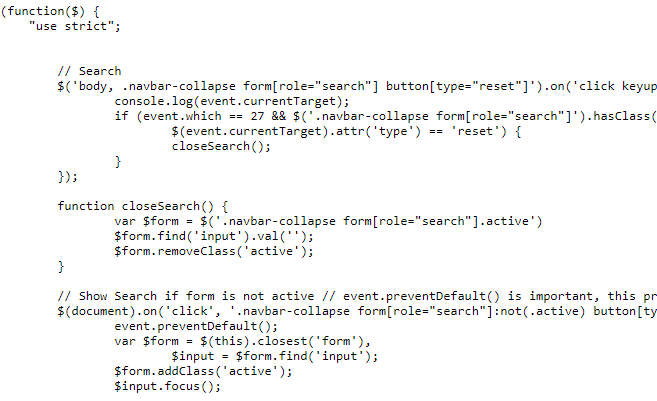 (function($) {
    "use strict";
        // Search
        $('body, .navbar-collapse form[role="search"] button[type="reset"]').on('click keyup
                console.log(event.currentTarget);
                if (event.which == 27 && $('.navbar-collapse form[role="search"]').hasClass(
                        $(event.currentTarget).attr('type') == 'reset') {
                        closeSearch();
                }
        });
        function closeSearch() {
                var $form = $('.navbar-collapse form[role="search"].active')
                $form.find('input').val('');
                $form.removeClass('active');
        }
        // Show Search if form is not active // event.preventDefault() is important, this pr
        $(document).on('click', '.navbar-collapse form[role="search"]:not(.active) button[ty
                event.preventDefault();
                var $form = $(this).closest('form'),
                        $input = $form.find('input');
                $form.addClass('active');
                $input.focus();